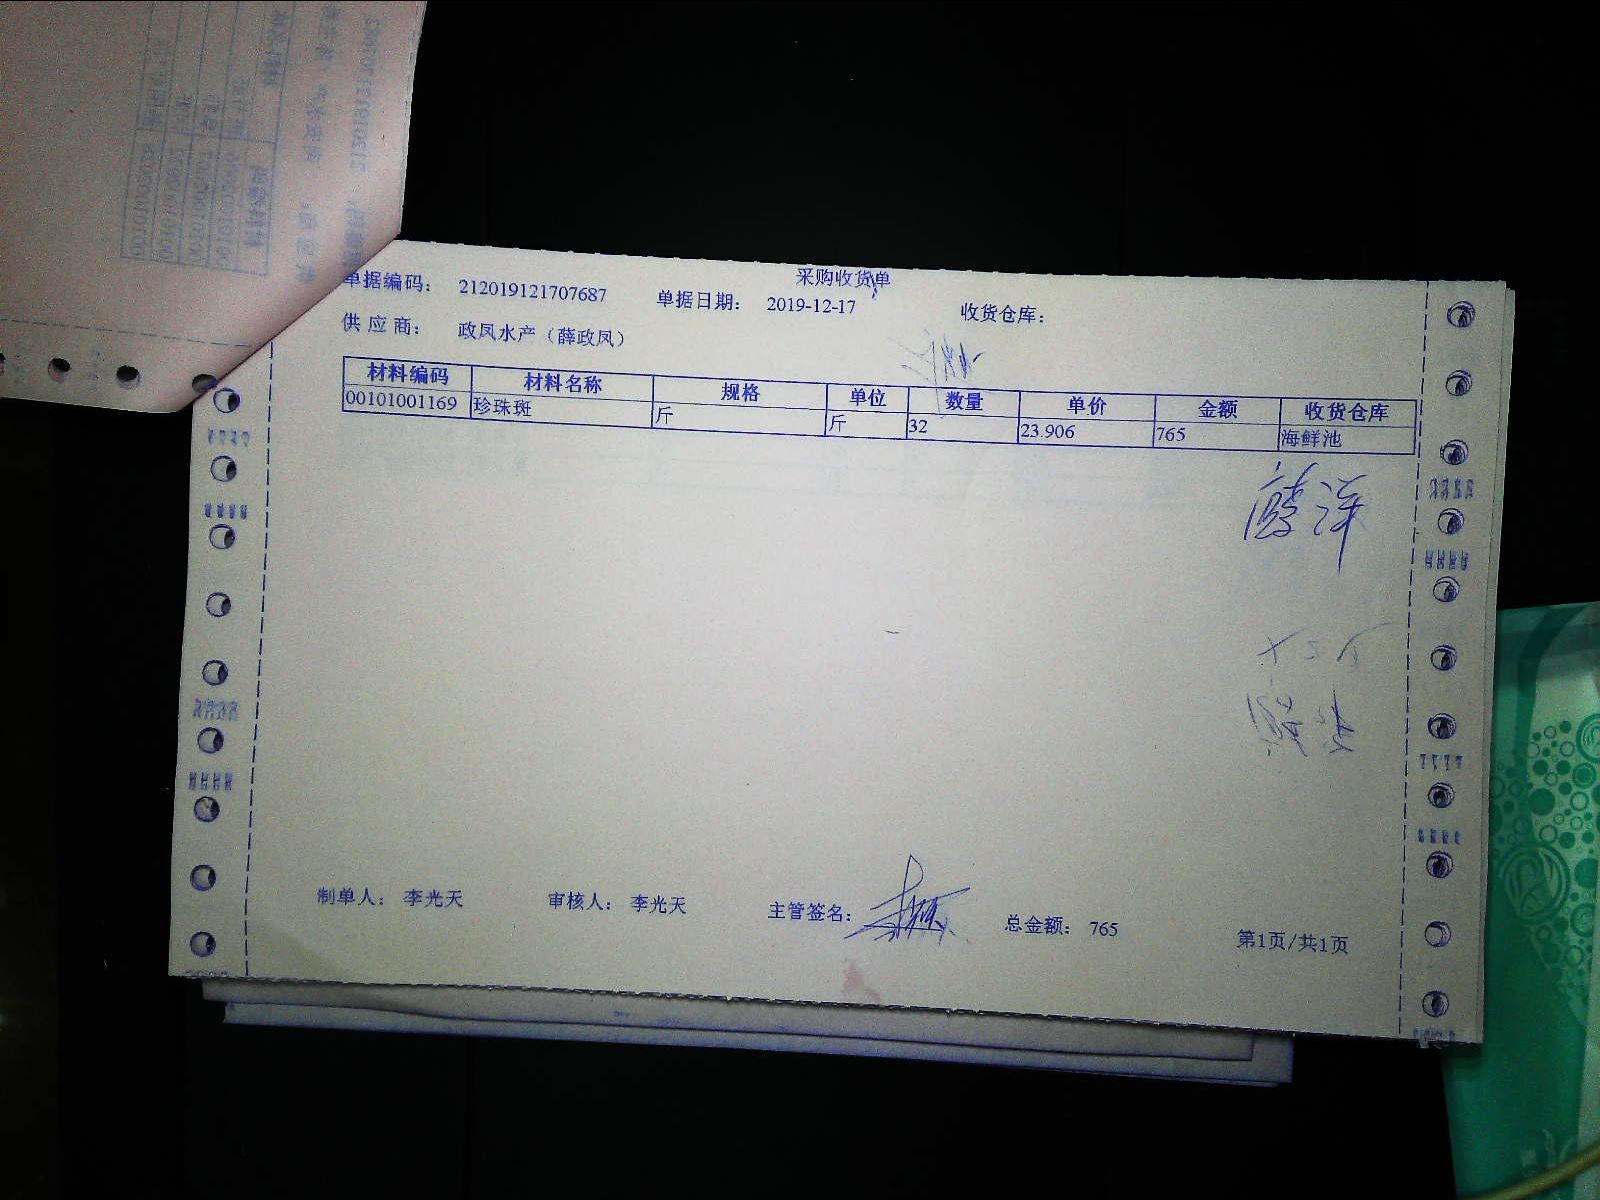 采购收货单
单据编码： 212019121707687 单据日期： 2019-12-17 收货仓库：
供应商： 政凤水产（薛政凤）
材料编码 材料名称 规格 单位 数量 单价 金额 收货仓库
00101001169 珍珠斑 斤 斤 32 23.906 765 海鲜池
制单人： 李光天 审核人： 李光天 主管签名： 总金额： 765 第1页/共1页